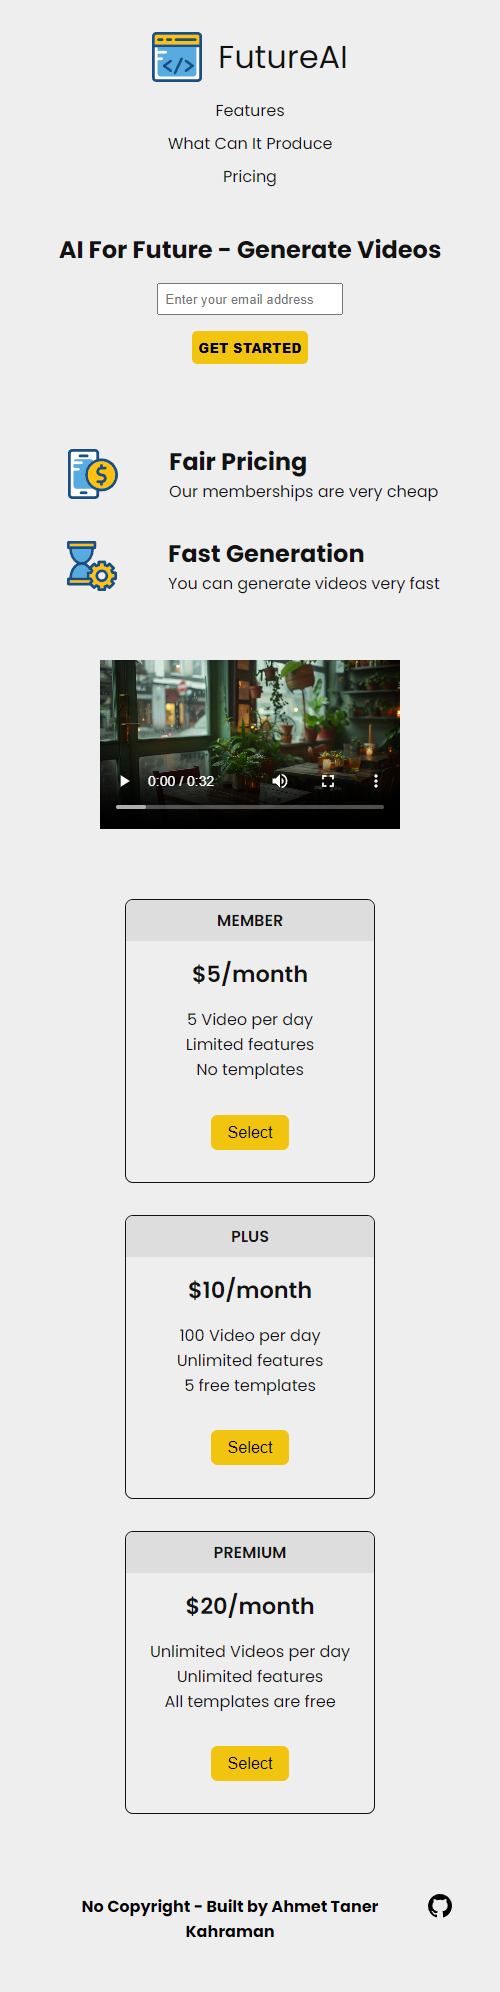 FutureAI
Features
What Can It Produce
Pricing
AI For Future - Generate Videos
Enter your email address
GET STARTED
Fair Pricing
Our memberships are very cheap
Fast Generation
You can generate videos very fast
0:00 / 0:32
MEMBER
$5/month
5 Video per day
Limited features
No templates
Select
PLUS
$10/month
100 Video per day
Unlimited features
5 free templates
Select
PREMIUM
$20/month
Unlimited Videos per day
Unlimited features
All templates are free
Select
No Copyright - Built by Ahmet Taner
Kahraman